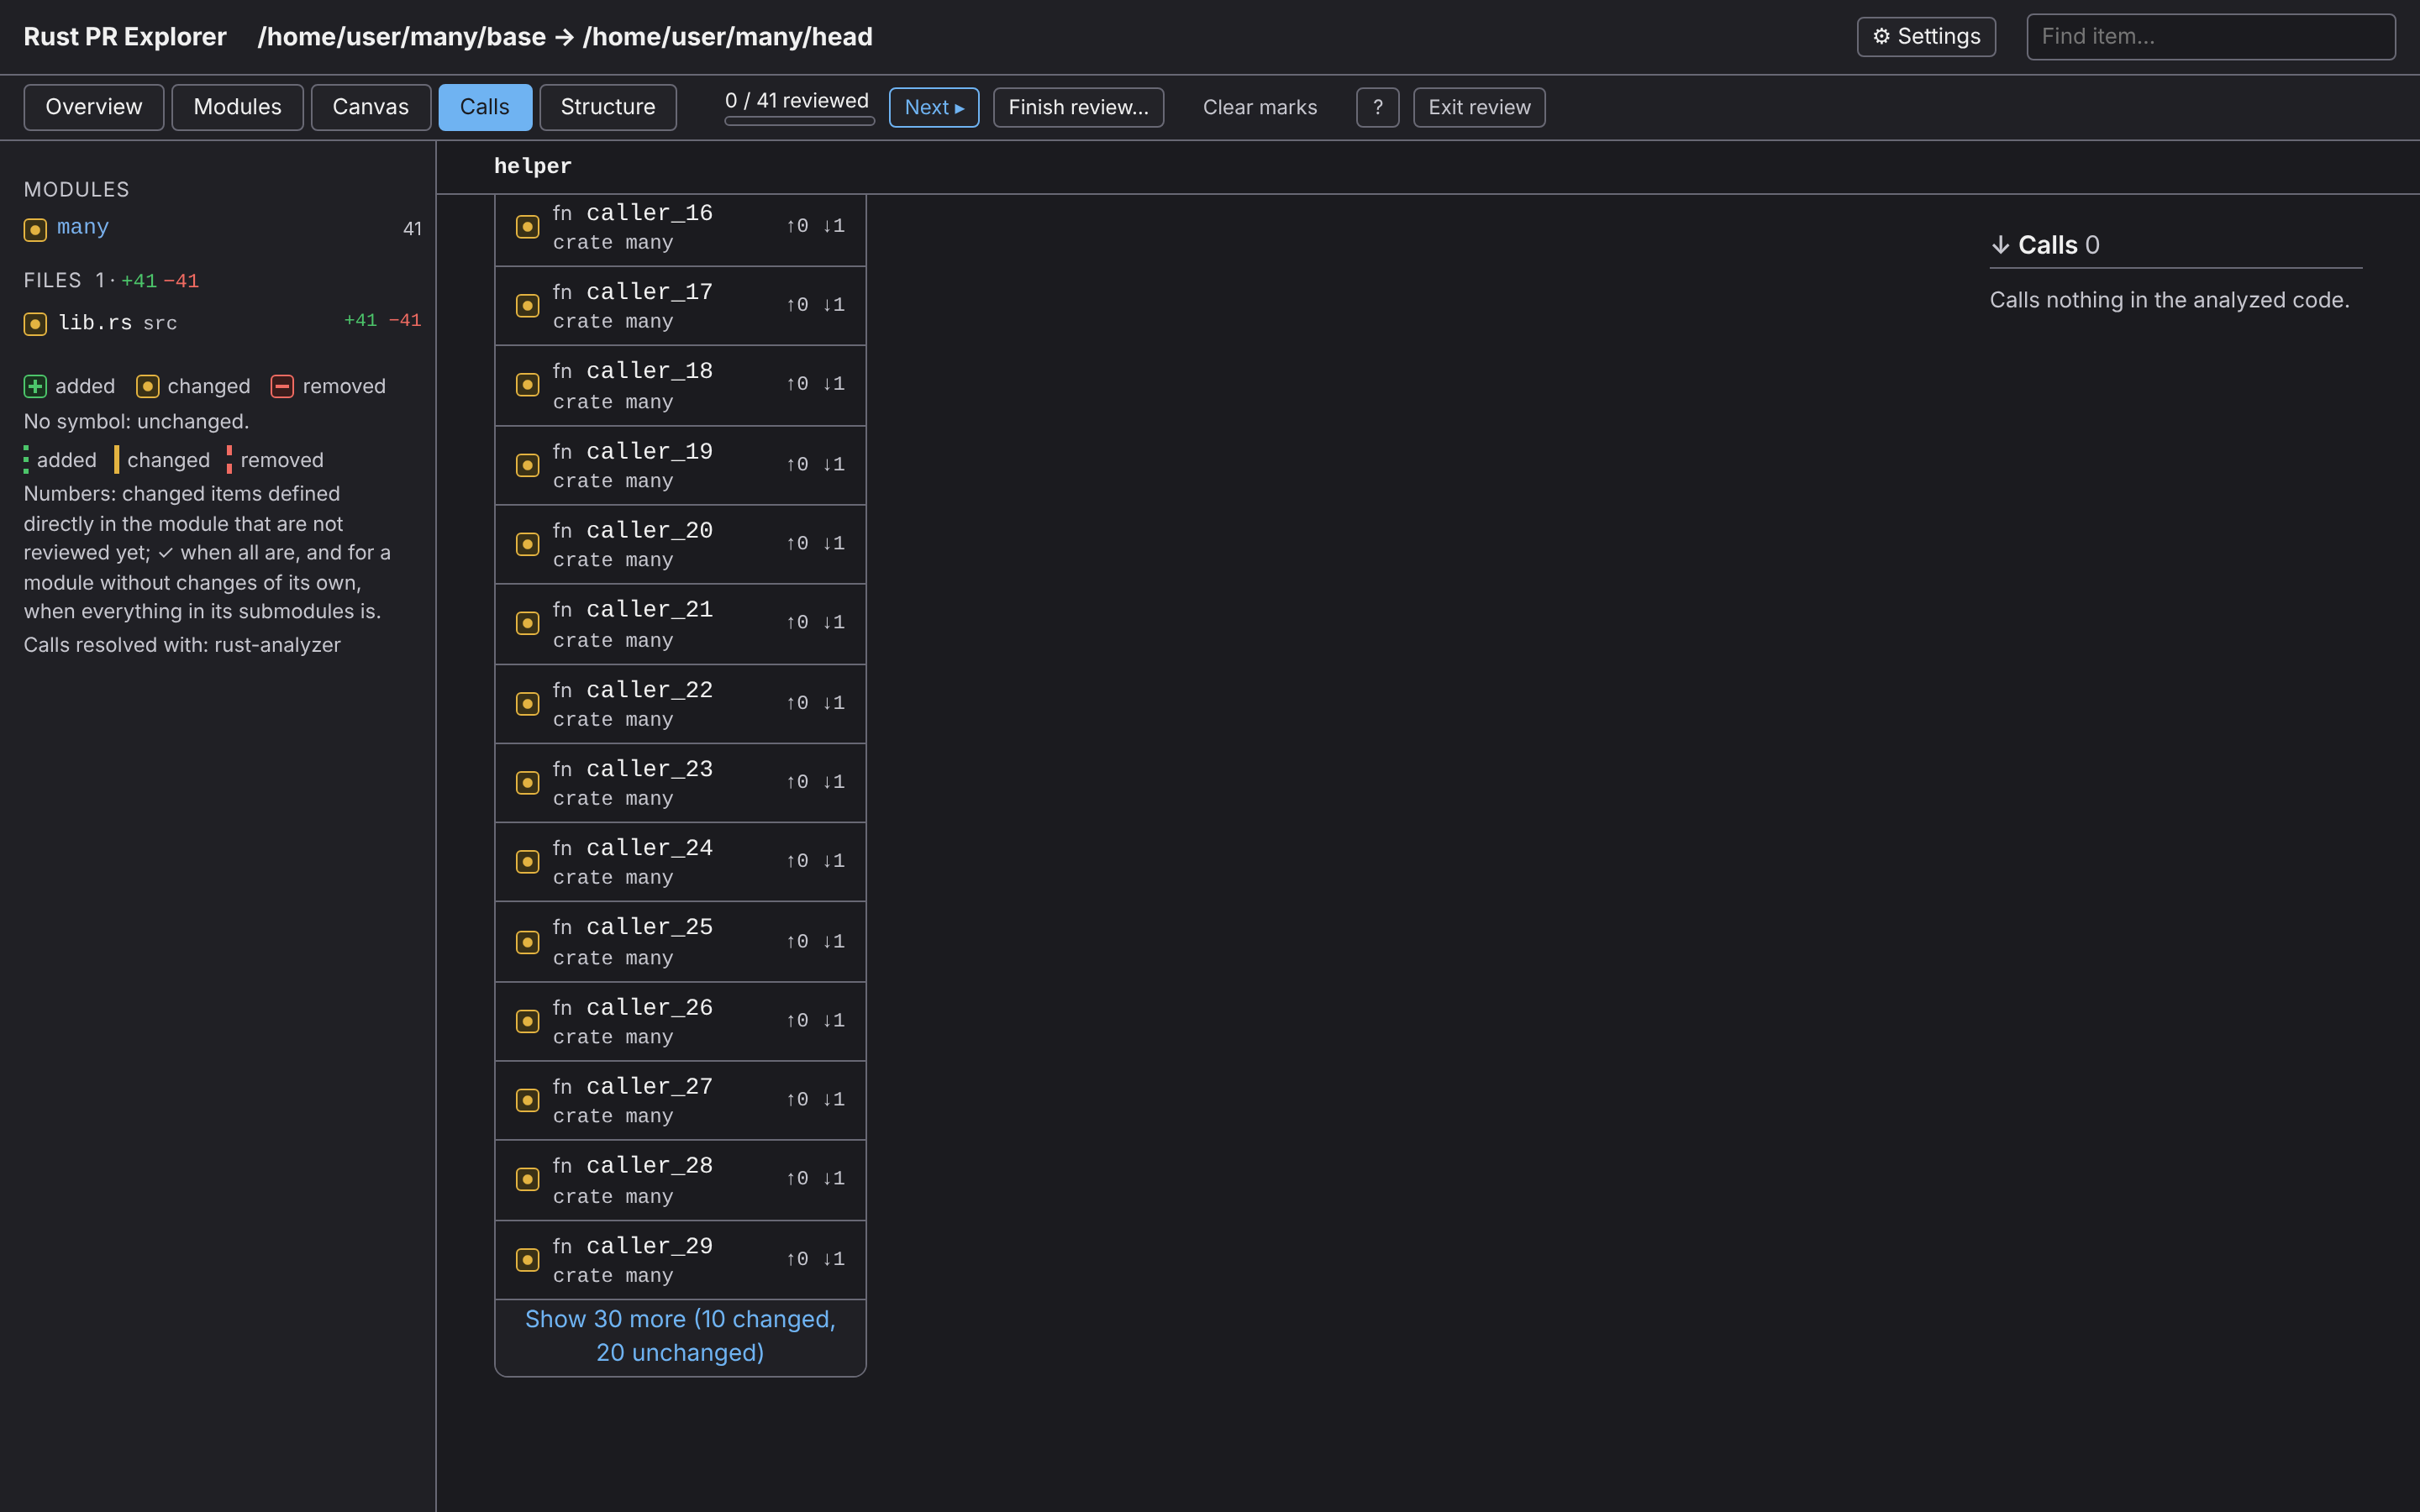 Rust PR Explorer /home/user/many/base → /home/user/many/head
⚙ Settings
Find item...
Overview
Modules
Canvas
Calls
Structure
0 / 41 reviewed
Next ▸
Finish review...
Clear marks
?
Exit review
MODULES
many 41
FILES 1 · +41 −41
lib.rs src +41 −41
added changed removed
No symbol: unchanged.
added changed removed
Numbers: changed items defined
directly in the module that are not
reviewed yet; ✓ when all are, and for a
module without changes of its own,
when everything in its submodules is.
Calls resolved with: rust-analyzer
helper
fn caller_16 ↑0 ↓1
crate many
fn caller_17 ↑0 ↓1
crate many
fn caller_18 ↑0 ↓1
crate many
fn caller_19 ↑0 ↓1
crate many
fn caller_20 ↑0 ↓1
crate many
fn caller_21 ↑0 ↓1
crate many
fn caller_22 ↑0 ↓1
crate many
fn caller_23 ↑0 ↓1
crate many
fn caller_24 ↑0 ↓1
crate many
fn caller_25 ↑0 ↓1
crate many
fn caller_26 ↑0 ↓1
crate many
fn caller_27 ↑0 ↓1
crate many
fn caller_28 ↑0 ↓1
crate many
fn caller_29 ↑0 ↓1
crate many
Show 30 more (10 changed,
20 unchanged)
↓ Calls 0
Calls nothing in the analyzed code.